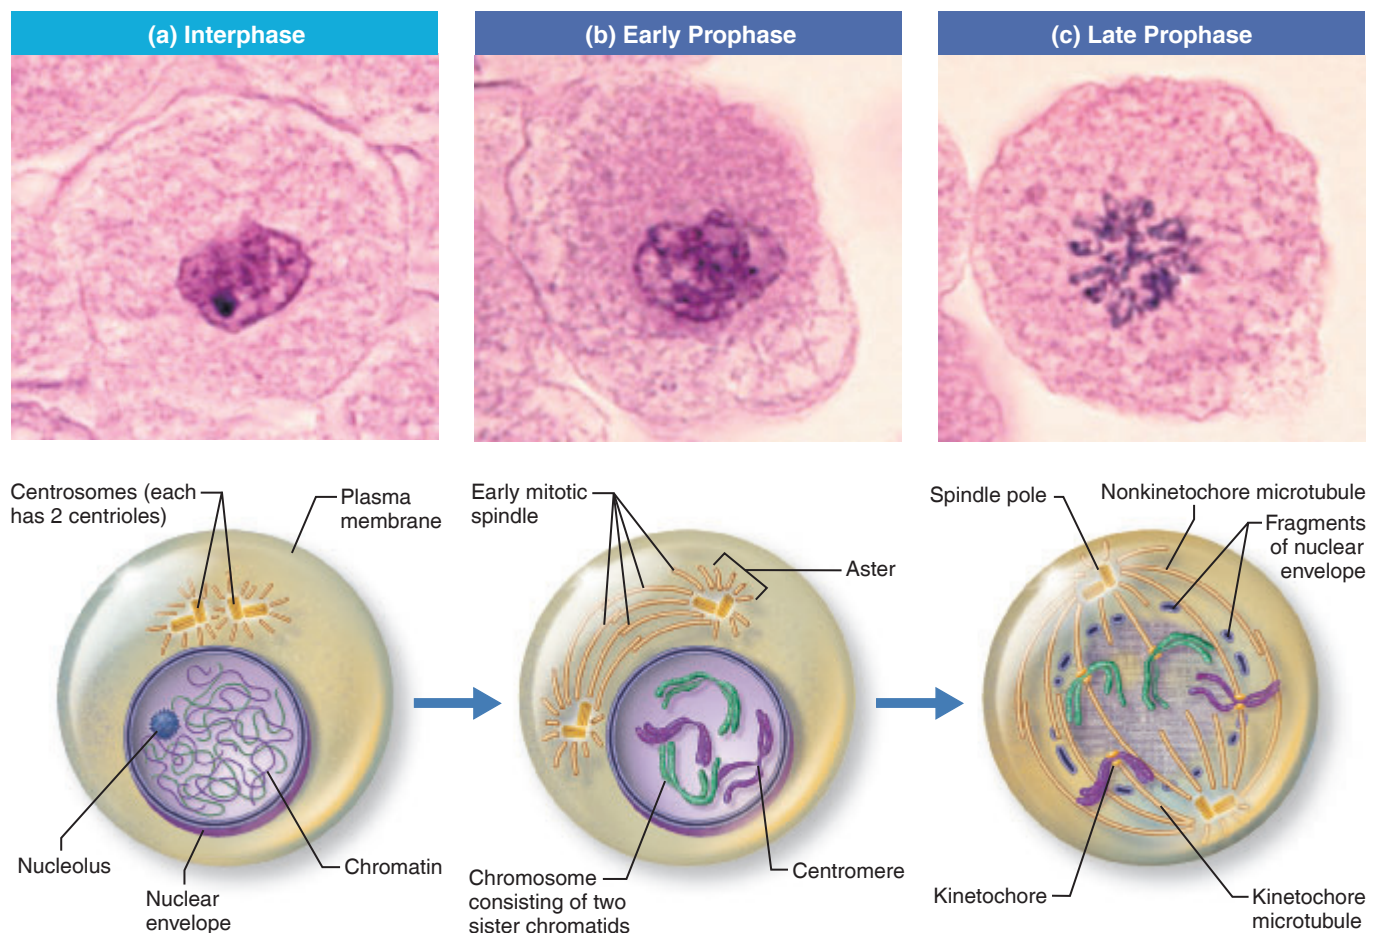 (a) Interphase
(b) Early Prophase
(c) Late Prophase
Centrosomes (each
has 2 centrioles)
Plasma
membrane
Nucleolus
Nuclear
envelope
Chromatin
Early mitotic
spindle
Aster
Chromosome
consisting of two
sister chromatids
Centromere
Spindle pole
Nonkinetochore microtubule
Fragments
of nuclear
envelope
Kinetochore
Kinetochore
microtubule